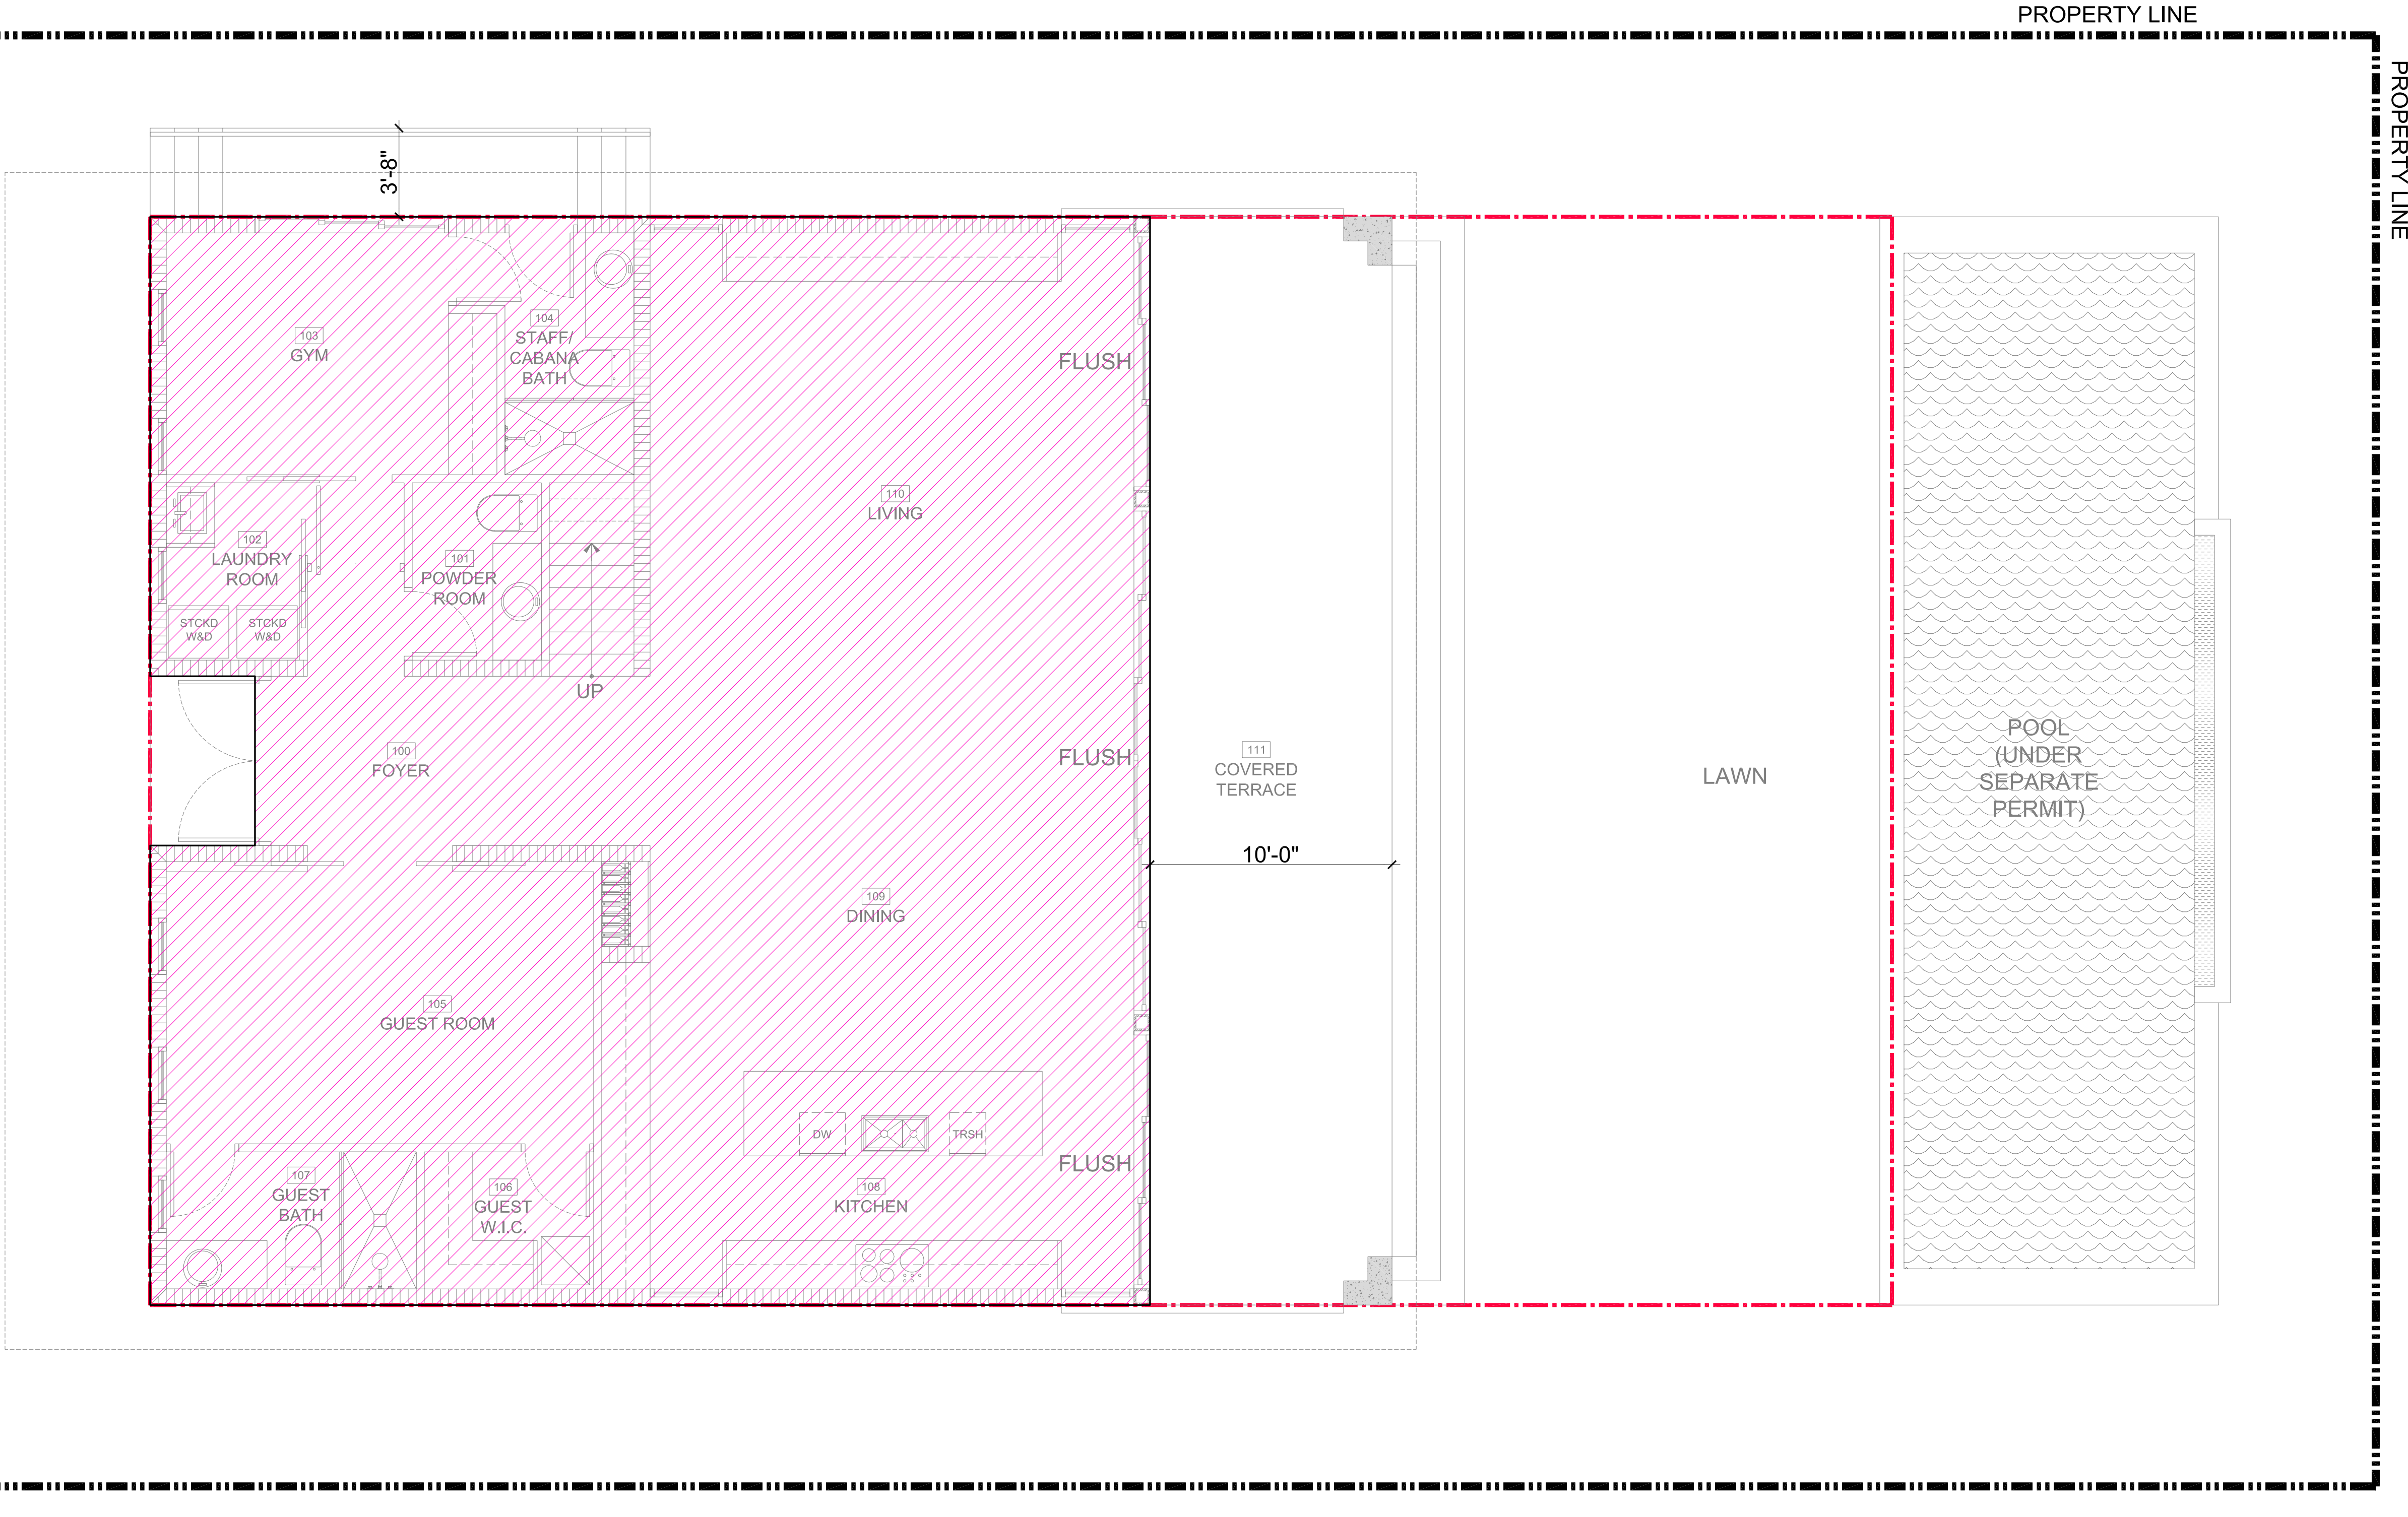 PROPERTY LINE
PROPERTY LINE
3'-8"
103
GYM
104
STAFF/
CABANA
BATH
FLUSH
110
LIVING
102
LAUNDRY
ROOM
101
POWDER
ROOM
STCKD
W&D
STCKD
W&D
UP
100
FOYER
FLUSH
111
COVERED
TERRACE
LAWN
POOL
(UNDER
SEPARATE
PERMIT)
10'-0"
109
DINING
105
GUEST ROOM
DW
TRSH
FLUSH
107
GUEST
BATH
106
GUEST
W.I.C.
108
KITCHEN